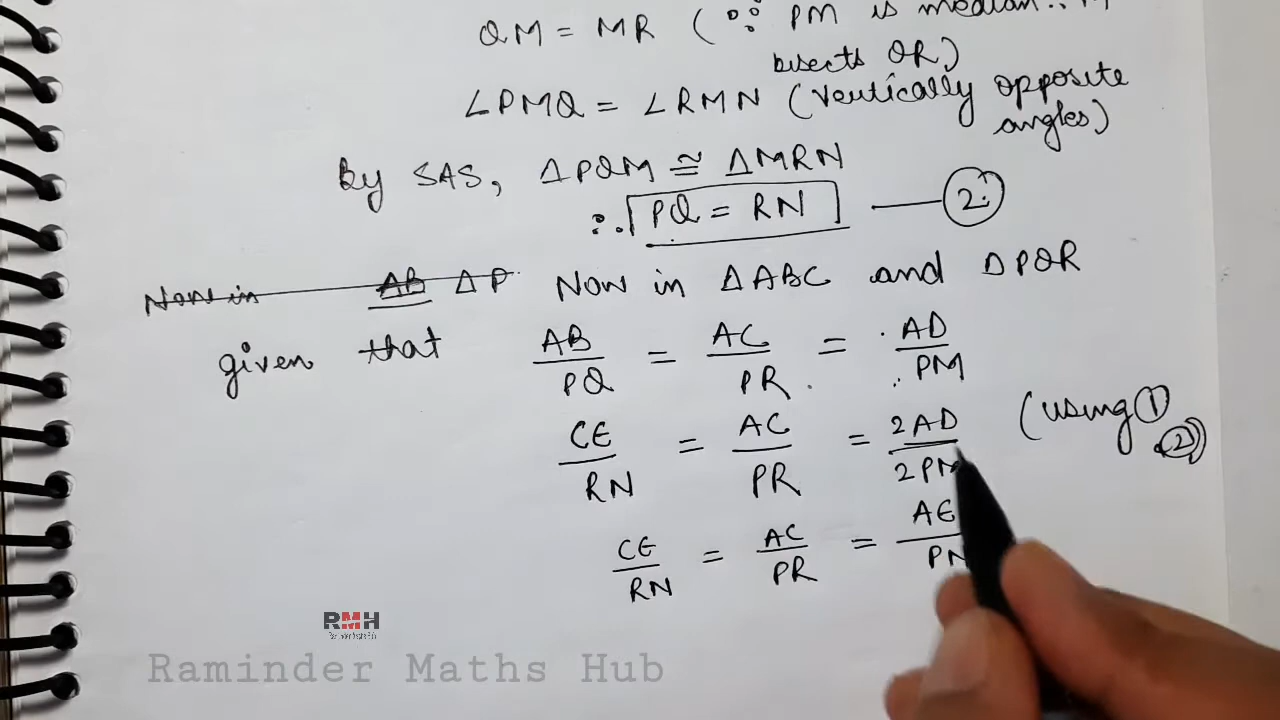 QM = MR (∵ PM is median ∴ M
bisects QR)
∠PMQ = ∠RMN (Vertically opposite
angles)
By SAS, ΔPQM ≅ ΔMRN
∴ PQ = RN —— 2
Now in AB ΔP Now in ΔABC and ΔPQR
given that AB/PQ = AC/PR = AD/PM
CE/RN = AC/PR = 2AD/2PM (using 1
2)
CE/RN = AC/PR = AE/PN
RMH
Raminder Maths Hub